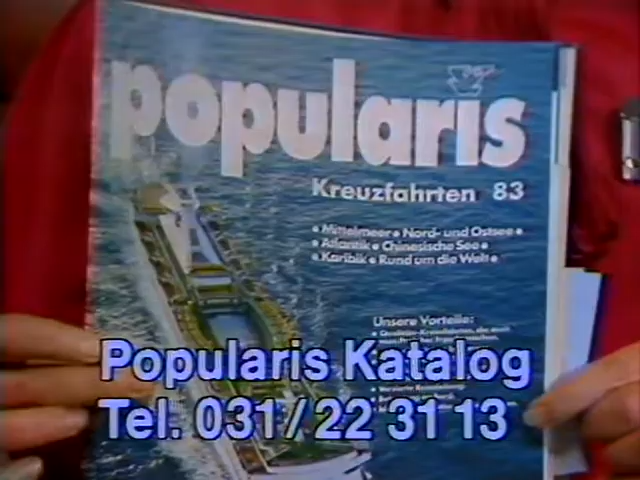 popularis
Kreuzfahrten 83
• Mittelmeer • Nord- und Ostsee •
• Atlantik • Chinesische See •
• Karibik • Rund um die Welt •
Unsere Vorteile:
Popularis Katalog
Tel. 031/22 31 13